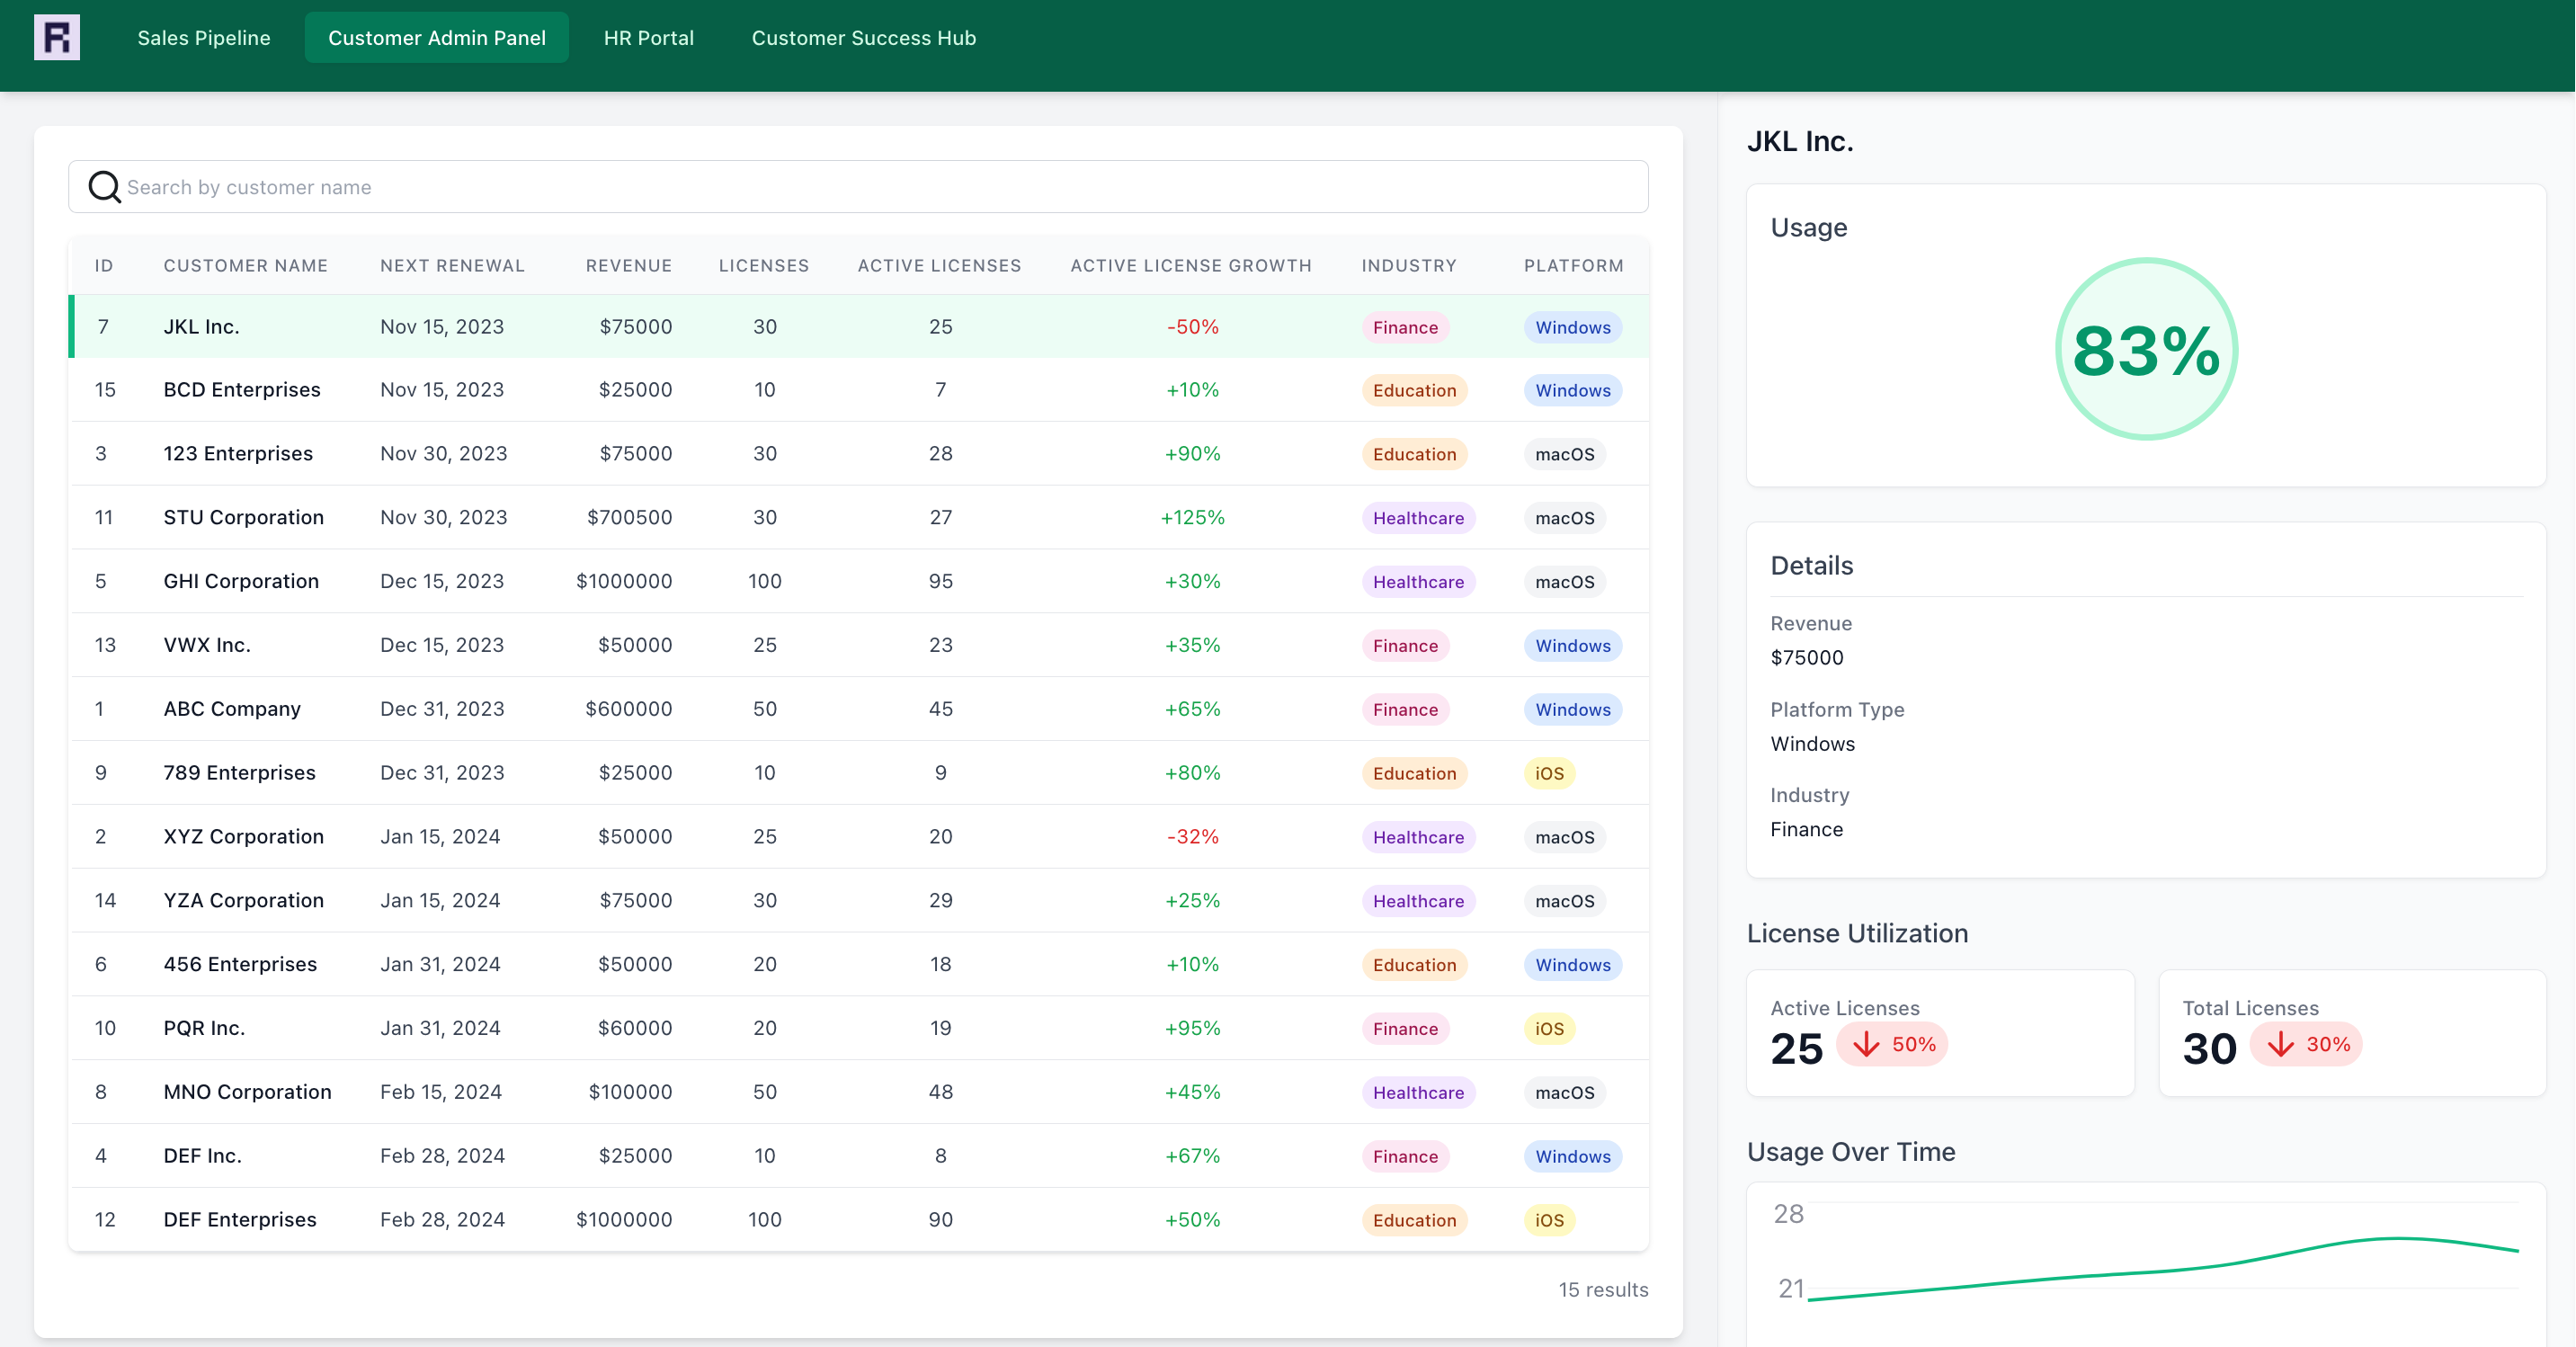 R
Sales Pipeline Customer Admin Panel HR Portal Customer Success Hub
Search by customer name
ID CUSTOMER NAME NEXT RENEWAL REVENUE LICENSES ACTIVE LICENSES ACTIVE LICENSE GROWTH INDUSTRY PLATFORM
7 JKL Inc. Nov 15, 2023 $75000 30 25 -50% Finance Windows
15 BCD Enterprises Nov 15, 2023 $25000 10 7 +10% Education Windows
3 123 Enterprises Nov 30, 2023 $75000 30 28 +90% Education macOS
11 STU Corporation Nov 30, 2023 $700500 30 27 +125% Healthcare macOS
5 GHI Corporation Dec 15, 2023 $1000000 100 95 +30% Healthcare macOS
13 VWX Inc. Dec 15, 2023 $50000 25 23 +35% Finance Windows
1 ABC Company Dec 31, 2023 $600000 50 45 +65% Finance Windows
9 789 Enterprises Dec 31, 2023 $25000 10 9 +80% Education iOS
2 XYZ Corporation Jan 15, 2024 $50000 25 20 -32% Healthcare macOS
14 YZA Corporation Jan 15, 2024 $75000 30 29 +25% Healthcare macOS
6 456 Enterprises Jan 31, 2024 $50000 20 18 +10% Education Windows
10 PQR Inc. Jan 31, 2024 $60000 20 19 +95% Finance iOS
8 MNO Corporation Feb 15, 2024 $100000 50 48 +45% Healthcare macOS
4 DEF Inc. Feb 28, 2024 $25000 10 8 +67% Finance Windows
12 DEF Enterprises Feb 28, 2024 $1000000 100 90 +50% Education iOS
15 results
JKL Inc.
Usage
83%
Details
Revenue
$75000
Platform Type
Windows
Industry
Finance
License Utilization
Active Licenses
25 50%
Total Licenses
30 30%
Usage Over Time
28
21